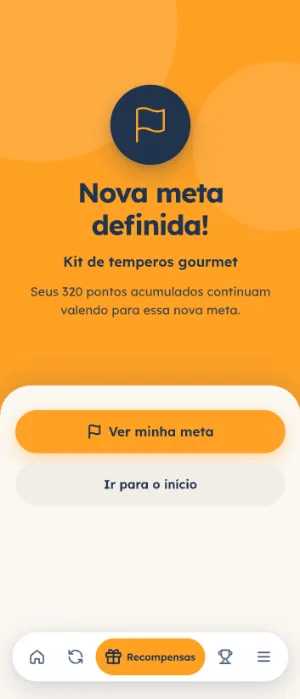 Nova meta
definida!
Kit de temperos gourmet
Seus 320 pontos acumulados continuam
valendo para essa nova meta.
Ver minha meta
Ir para o início
Recompensas